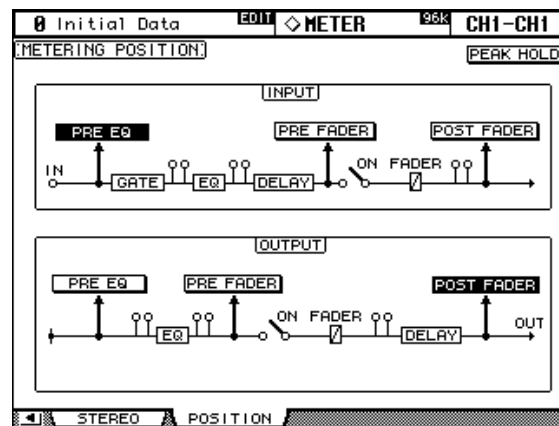 0 Initial Data EDIT ◇METER 96K CH1-CH1
METERING POSITION PEAK HOLD
INPUT
PRE EQ PRE FADER POST FADER
IN GATE EQ DELAY ON FADER
OUTPUT
PRE EQ PRE FADER POST FADER
EQ ON FADER DELAY OUT
STEREO POSITION